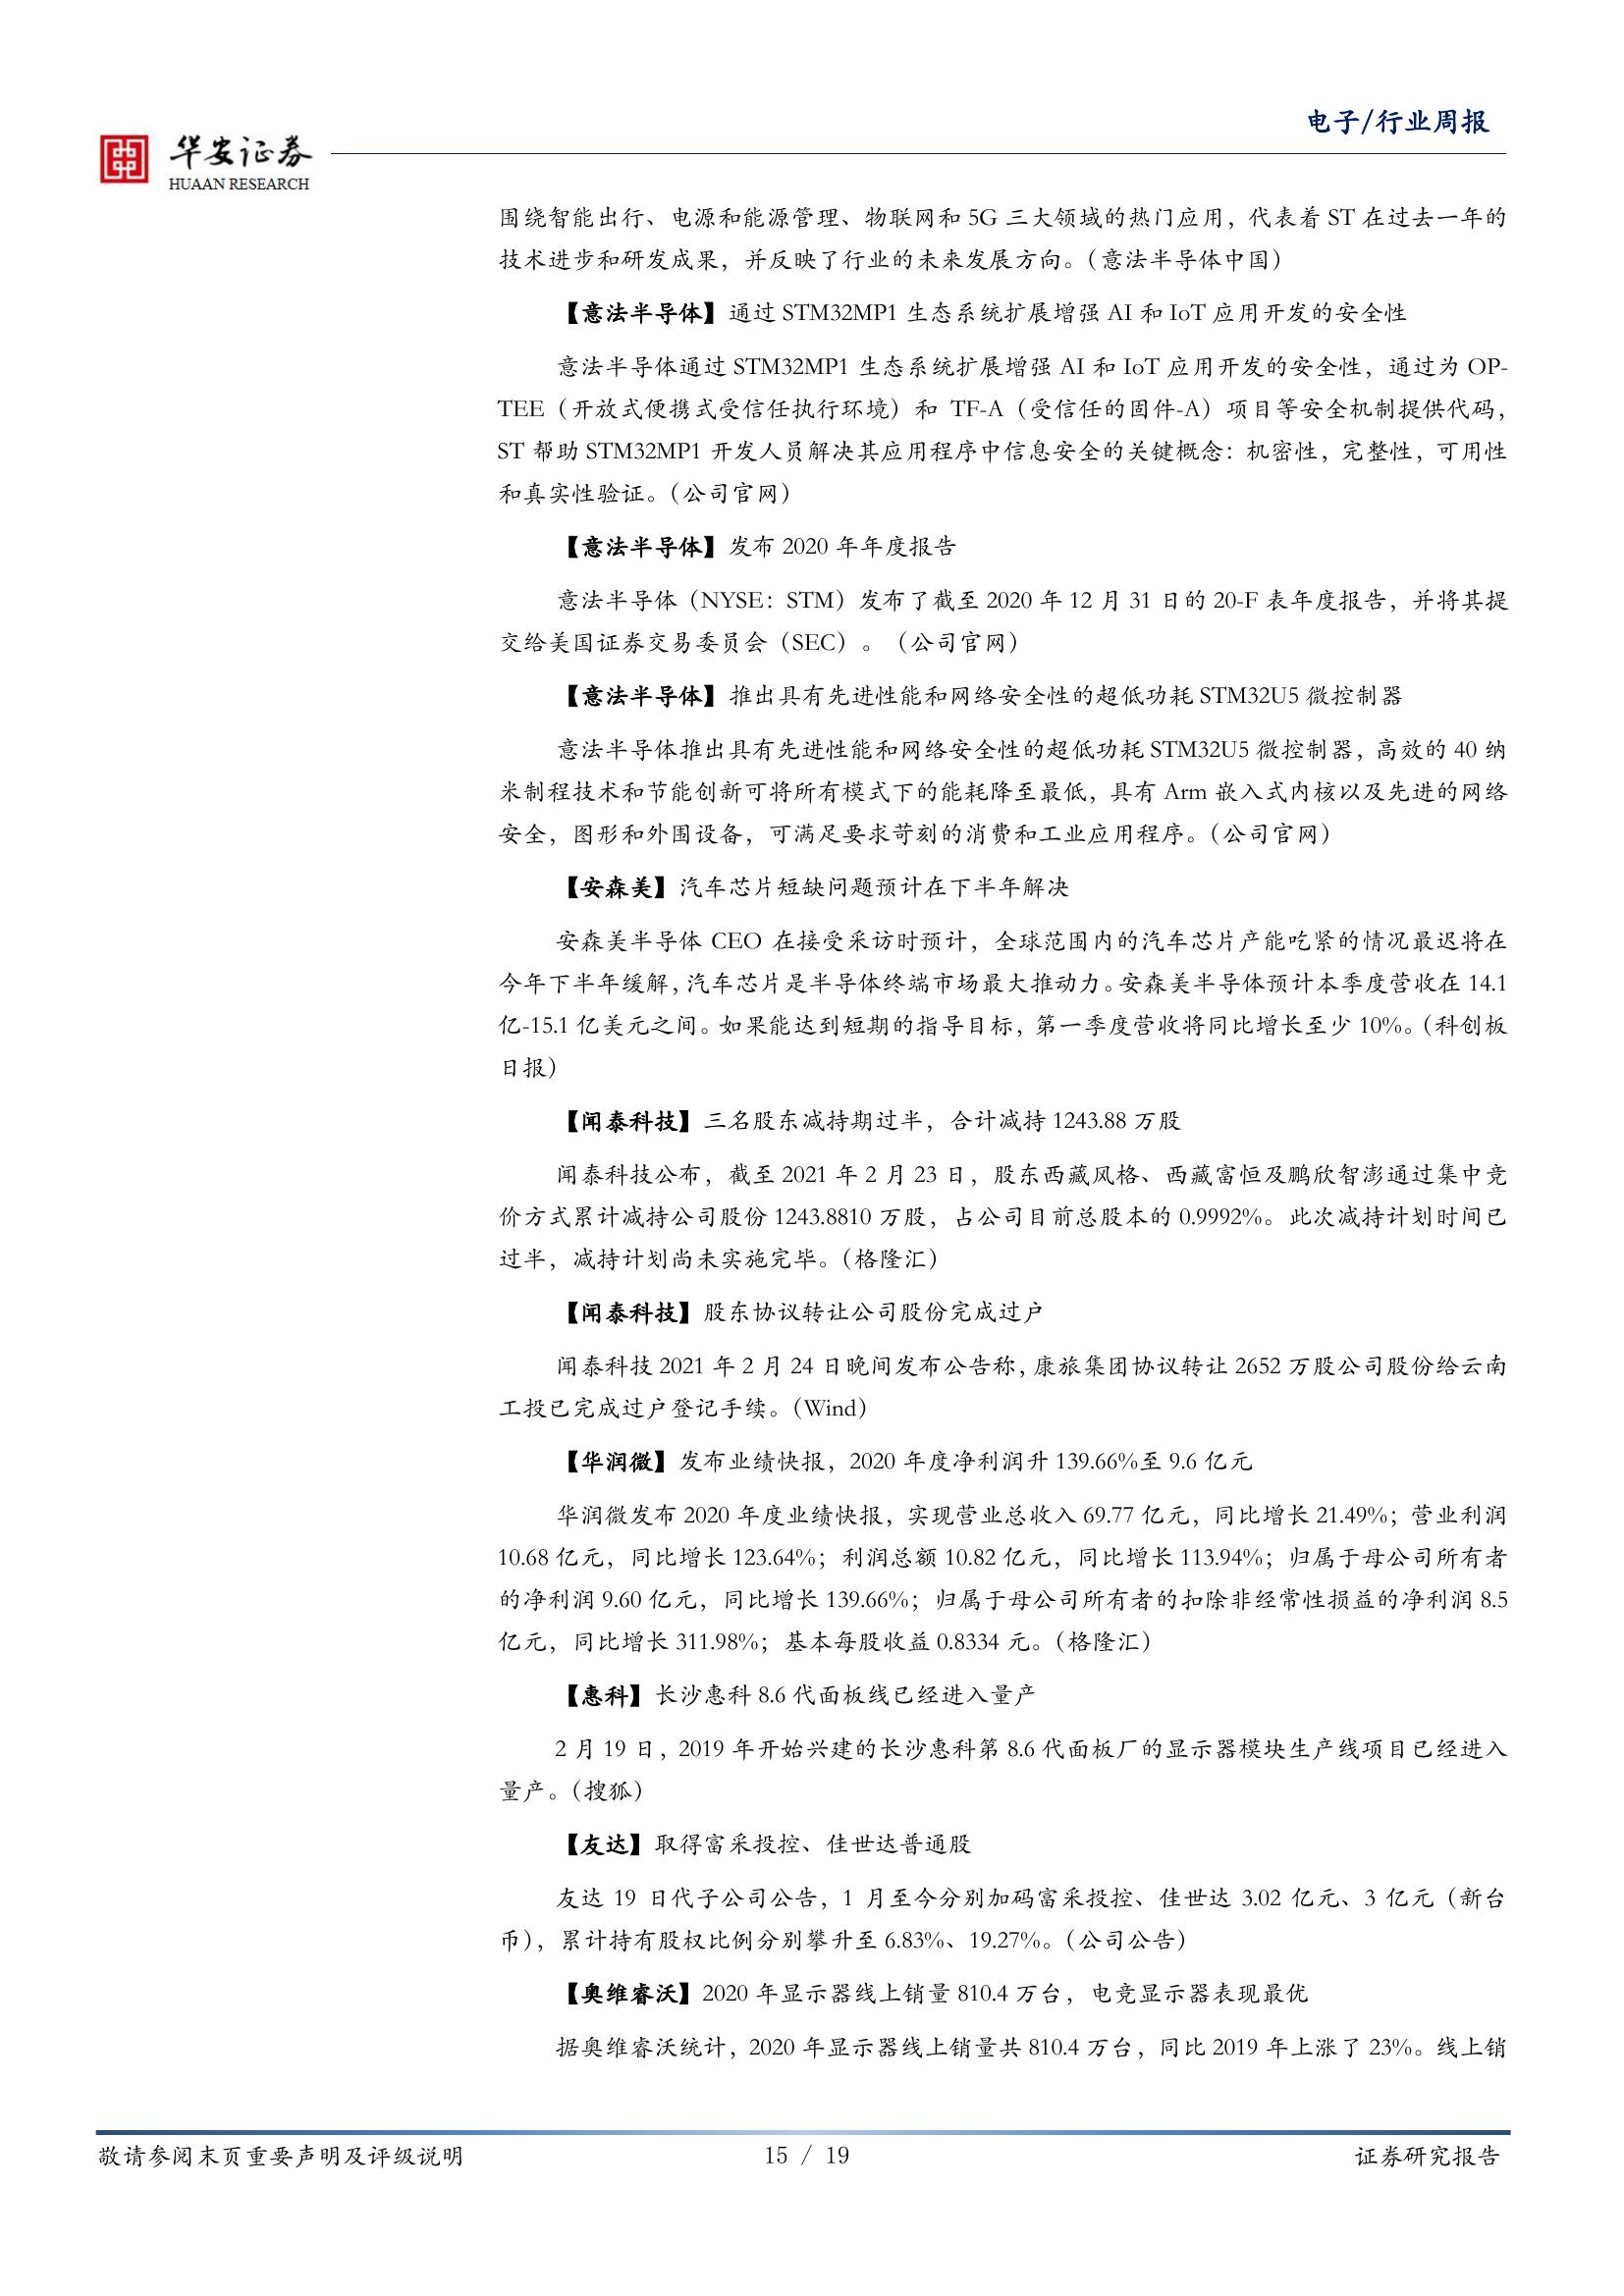 电子/行业周报
华安证券
HUAAN RESEARCH
围绕智能出行、电源和能源管理、物联网和 5G 三大领域的热门应用，代表着 ST 在过去一年的
技术进步和研发成果，并反映了行业的未来发展方向。（意法半导体中国）
【意法半导体】通过 STM32MP1 生态系统扩展增强 AI 和 IoT 应用开发的安全性
意法半导体通过 STM32MP1 生态系统扩展增强 AI 和 IoT 应用开发的安全性，通过为 OP-
TEE（开放式便携式受信任执行环境）和 TF-A（受信任的固件-A）项目等安全机制提供代码，
ST 帮助 STM32MP1 开发人员解决其应用程序中信息安全的关键概念：机密性，完整性，可用性
和真实性验证。（公司官网）
【意法半导体】发布 2020 年年度报告
意法半导体（NYSE：STM）发布了截至 2020 年 12 月 31 日的 20-F 表年度报告，并将其提
交给美国证券交易委员会（SEC）。（公司官网）
【意法半导体】推出具有先进性能和网络安全性的超低功耗 STM32U5 微控制器
意法半导体推出具有先进性能和网络安全性的超低功耗 STM32U5 微控制器，高效的 40 纳
米制程技术和节能创新可将所有模式下的能耗降至最低，具有 Arm 嵌入式内核以及先进的网络
安全，图形和外围设备，可满足要求苛刻的消费和工业应用程序。（公司官网）
【安森美】汽车芯片短缺问题预计在下半年解决
安森美半导体 CEO 在接受采访时预计，全球范围内的汽车芯片产能吃紧的情况最迟将在
今年下半年缓解，汽车芯片是半导体终端市场最大推动力。安森美半导体预计本季度营收在 14.1
亿-15.1 亿美元之间。如果能达到短期的指导目标，第一季度营收将同比增长至少 10%。（科创板
日报）
【闻泰科技】三名股东减持期过半，合计减持 1243.88 万股
闻泰科技公布，截至 2021 年 2 月 23 日，股东西藏风格、西藏富恒及鹏欣智澎通过集中竞
价方式累计减持公司股份 1243.8810 万股，占公司目前总股本的 0.9992%。此次减持计划时间已
过半，减持计划尚未实施完毕。（格隆汇）
【闻泰科技】股东协议转让公司股份完成过户
闻泰科技 2021 年 2 月 24 日晚间发布公告称，康旅集团协议转让 2652 万股公司股份给云南
工投已完成过户登记手续。（Wind）
【华润微】发布业绩快报，2020 年度净利润升 139.66%至 9.6 亿元
华润微发布 2020 年度业绩快报，实现营业总收入 69.77 亿元，同比增长 21.49%；营业利润
10.68 亿元，同比增长 123.64%；利润总额 10.82 亿元，同比增长 113.94%；归属于母公司所有者
的净利润 9.60 亿元，同比增长 139.66%；归属于母公司所有者的扣除非经常性损益的净利润 8.5
亿元，同比增长 311.98%；基本每股收益 0.8334 元。（格隆汇）
【惠科】长沙惠科 8.6 代面板线已经进入量产
2 月 19 日，2019 年开始兴建的长沙惠科第 8.6 代面板厂的显示器模块生产线项目已经进入
量产。（搜狐）
【友达】取得富采投控、佳世达普通股
友达 19 日代子公司公告，1 月至今分别加码富采投控、佳世达 3.02 亿元、3 亿元（新台
币），累计持有股权比例分别攀升至 6.83%、19.27%。（公司公告）
【奥维睿沃】2020 年显示器线上销量 810.4 万台，电竞显示器表现最优
据奥维睿沃统计，2020 年显示器线上销量共 810.4 万台，同比 2019 年上涨了 23%。线上销
敬请参阅末页重要声明及评级说明
15 / 19
证券研究报告